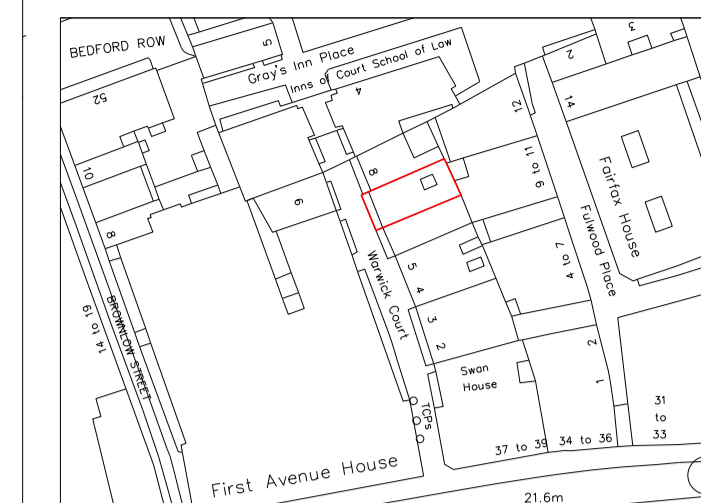 BEDFORD ROW
5
Gray's Inn Place
Inns of Court School of Law
4
52
2
3
12
14
10
8
9 to 11
Fairfax House
6
Fulwood Place
8
Warwick Court
5
4
4 to 7
14 to 19
BROWNLOW STREET
3
2
2
Swan
House
1
TCPs
31
to
33
37 to 39
34 to 36
First Avenue House
21.6m